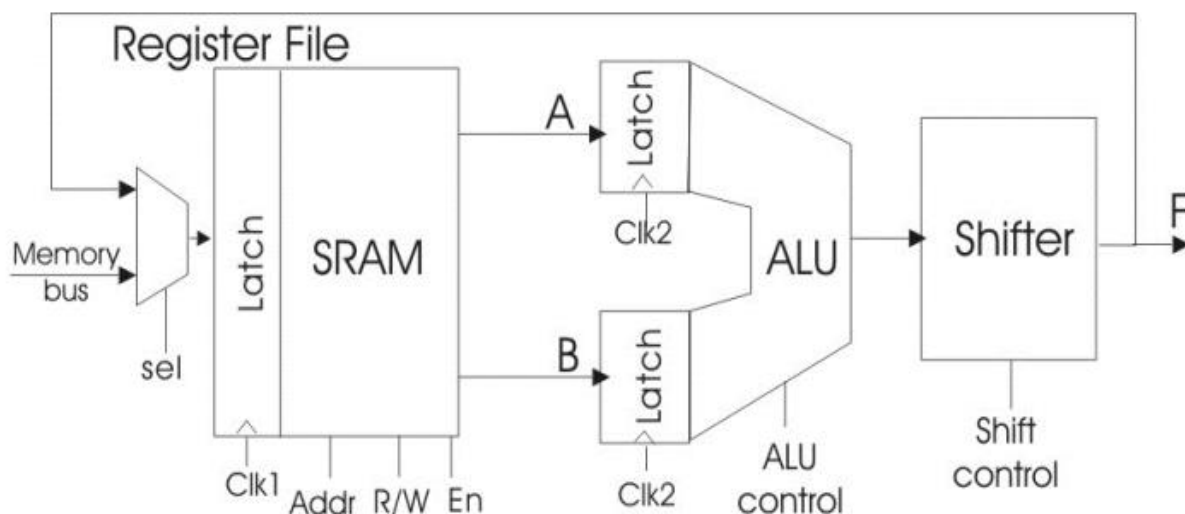 Register File
A
Latch
Clk2
F
Memory
bus
sel
Latch
SRAM
ALU
Shifter
B
Latch
Clk1
Addr
R/W
En
Clk2
ALU
control
Shift
control